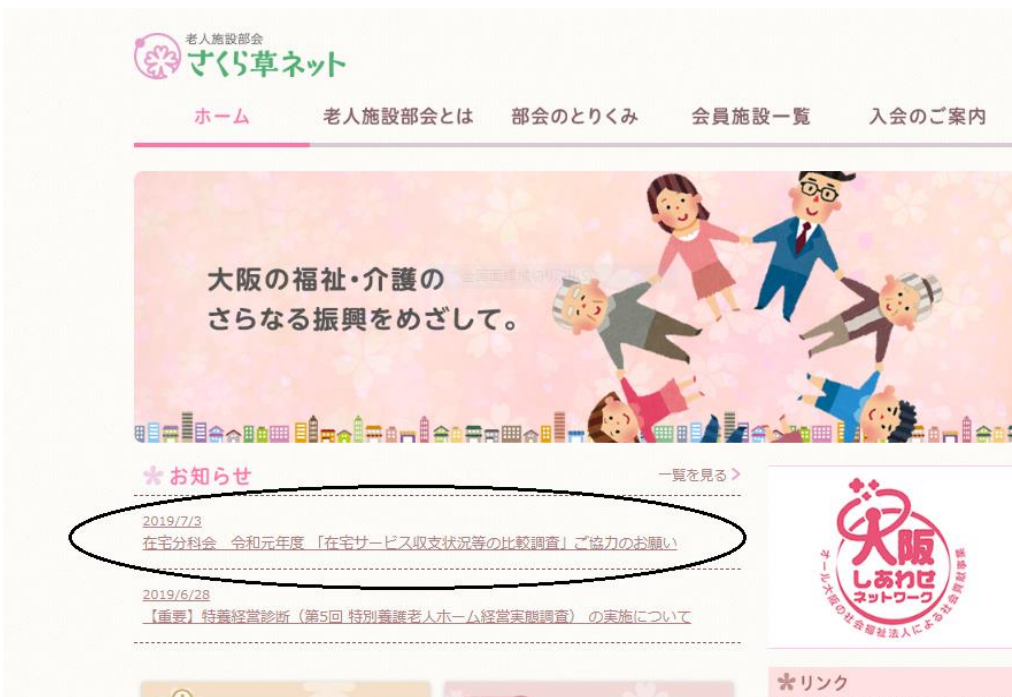 老人施設部会
さくら草ネット
ホーム 老人施設部会とは 部会のとりくみ 会員施設一覧 入会のご案内
大阪の福祉・介護の
さらなる振興をめざして。
お知らせ 一覧を見る >
2019/7/3
在宅分科会 令和元年度 「在宅サービス収支状況等の比較調査」ご協力のお願い
2019/6/28
【重要】特養経営診断(第5回 特別養護老人ホーム経営実態調査) の実施について
大阪
しあわせ
ネットワーク
オール大阪の社会福祉法人による社会貢献事業
リンク